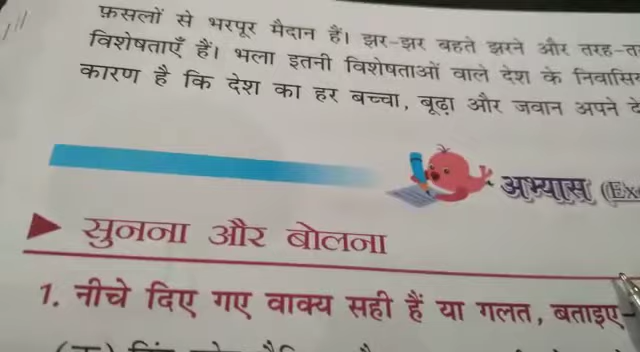 फ़सलों से भरपूर मैदान हैं। झर-झर बहते झरने और तरह-त
विशेषताएँ हैं। भला इतनी विशेषताओं वाले देश के निवासि
कारण है कि देश का हर बच्चा, बूढ़ा और जवान अपने दे
अभ्यास (Ex
सुनना और बोलना
1. नीचे दिए गए वाक्य सही हैं या गलत, बताइए-